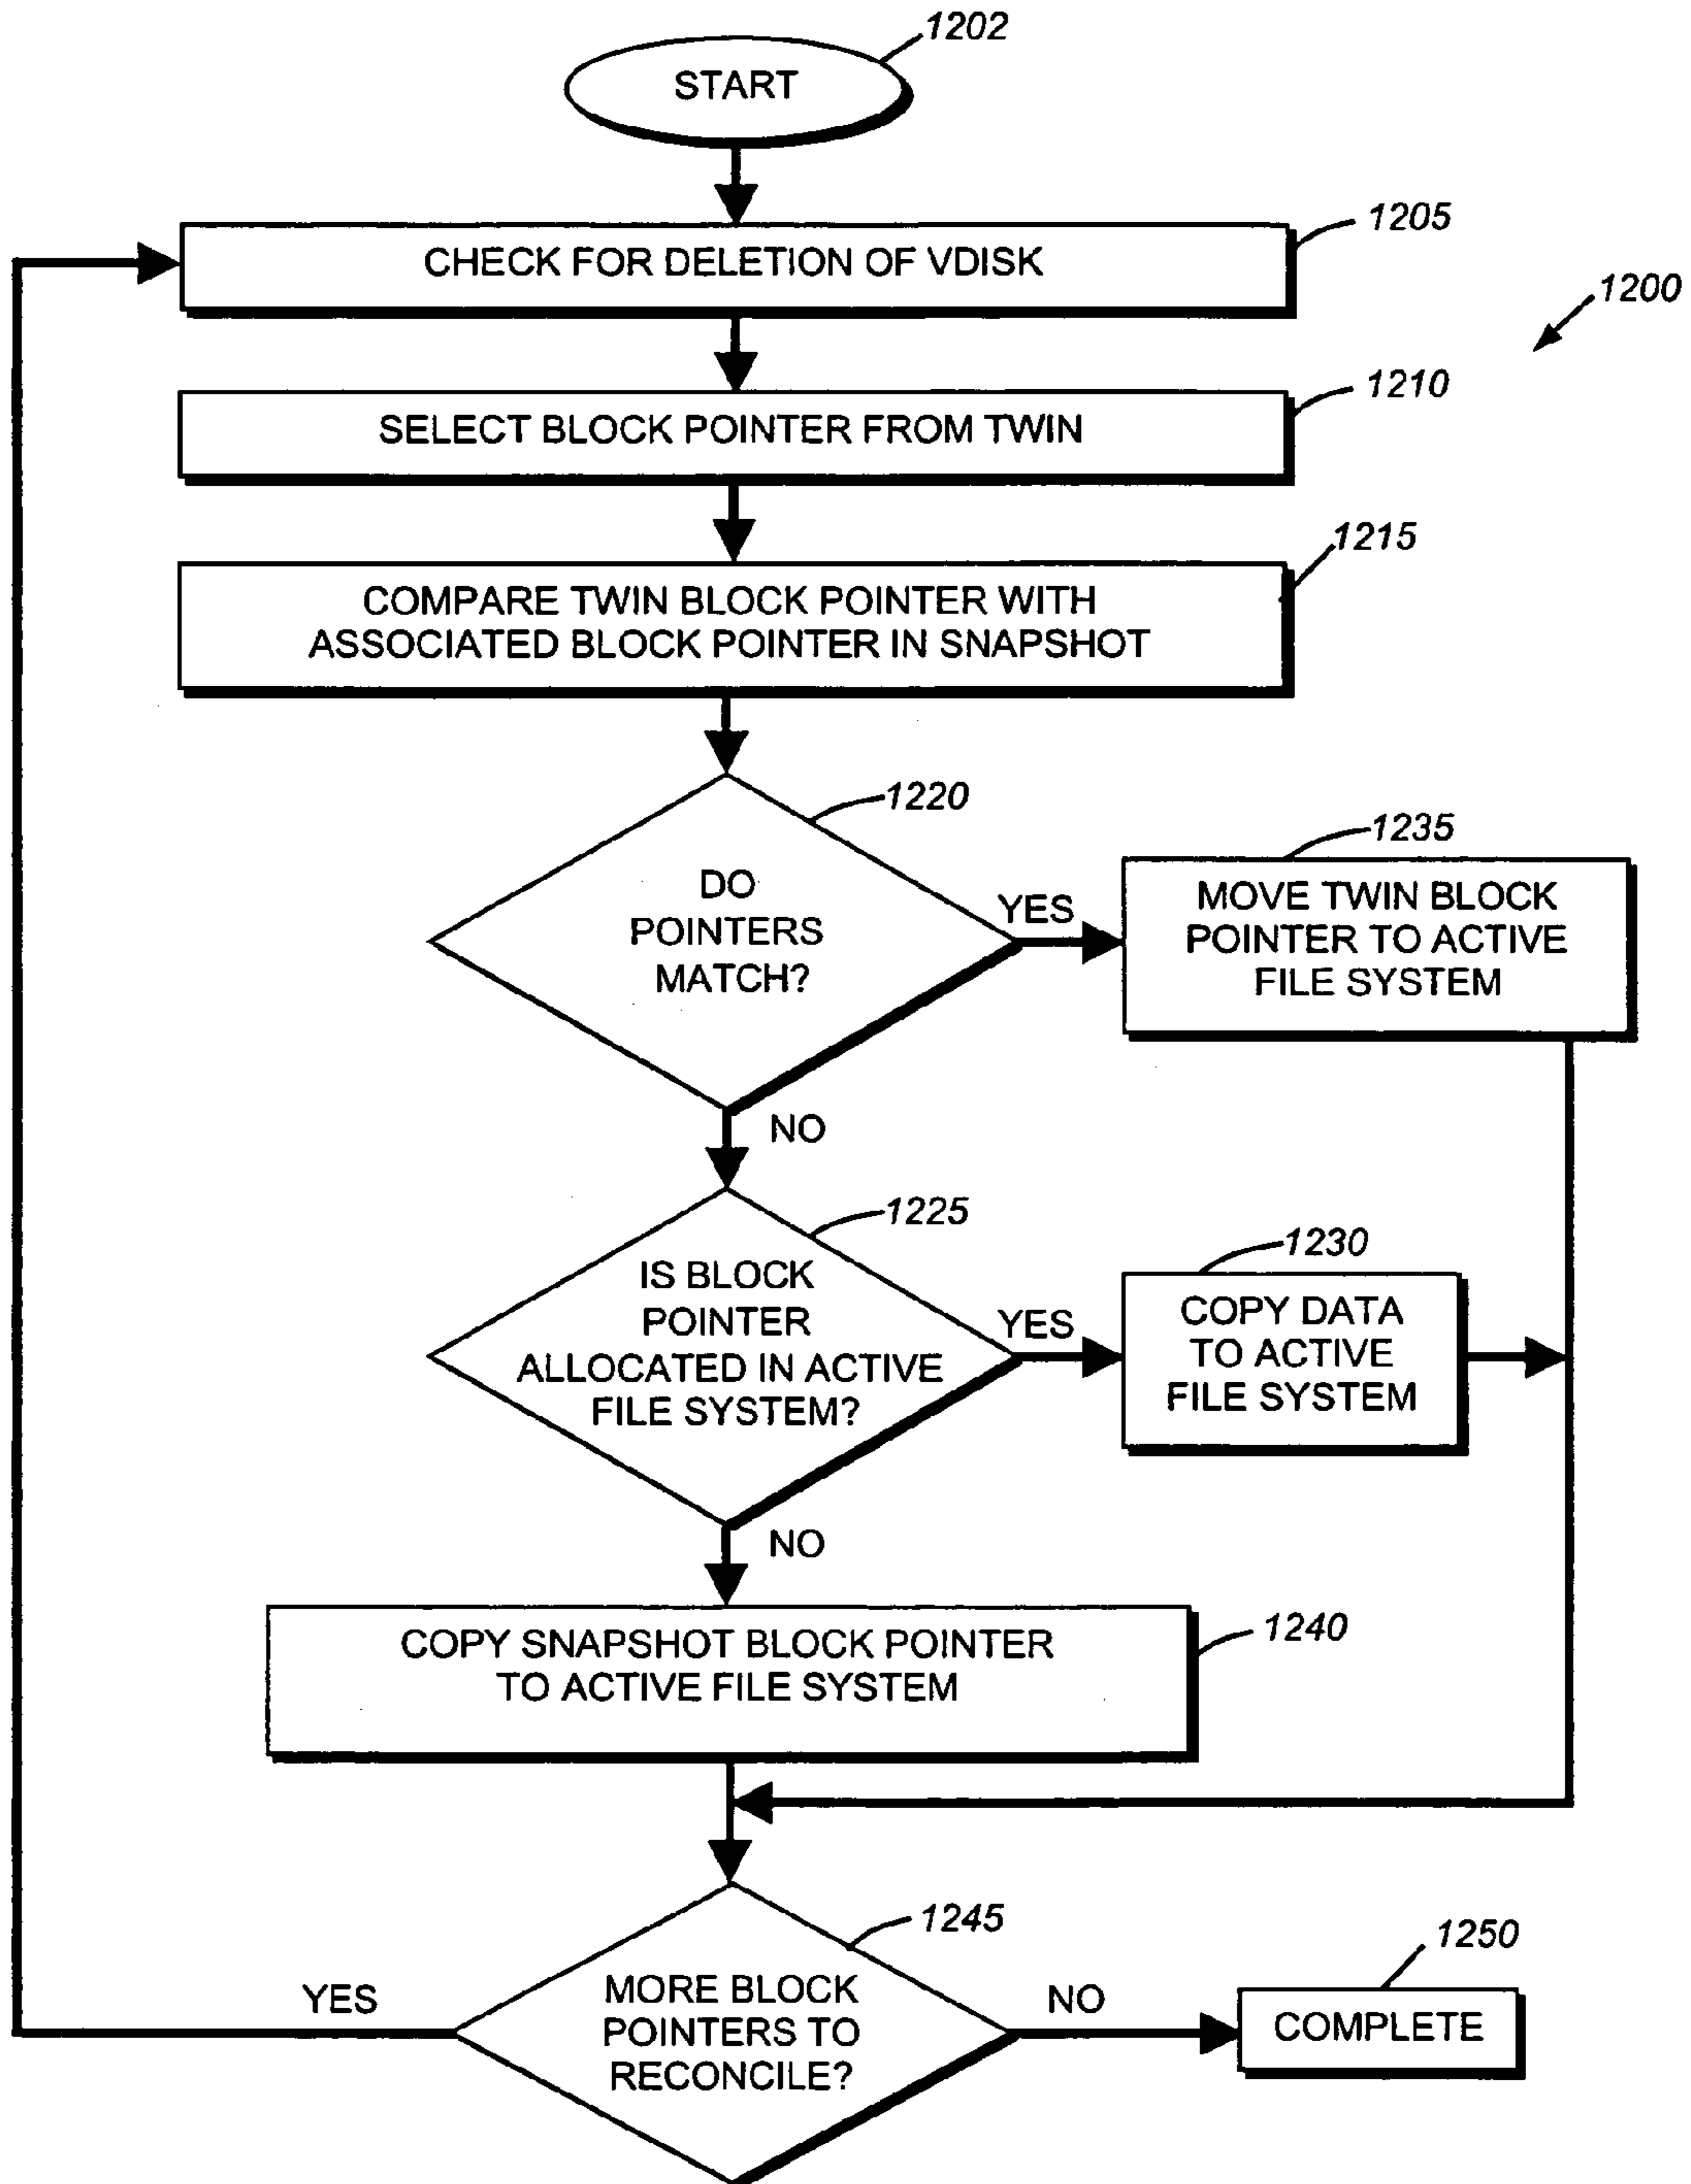 1202
START
1205
CHECK FOR DELETION OF VDISK
1200
1210
SELECT BLOCK POINTER FROM TWIN
1215
COMPARE TWIN BLOCK POINTER WITH
ASSOCIATED BLOCK POINTER IN SNAPSHOT
1220
DO
POINTERS
MATCH?
YES
1235
MOVE TWIN BLOCK
POINTER TO ACTIVE
FILE SYSTEM
NO
1225
IS BLOCK
POINTER
ALLOCATED IN ACTIVE
FILE SYSTEM?
YES
1230
COPY DATA
TO ACTIVE
FILE SYSTEM
NO
1240
COPY SNAPSHOT BLOCK POINTER
TO ACTIVE FILE SYSTEM
1245
MORE BLOCK
POINTERS TO
RECONCILE?
YES
NO
1250
COMPLETE